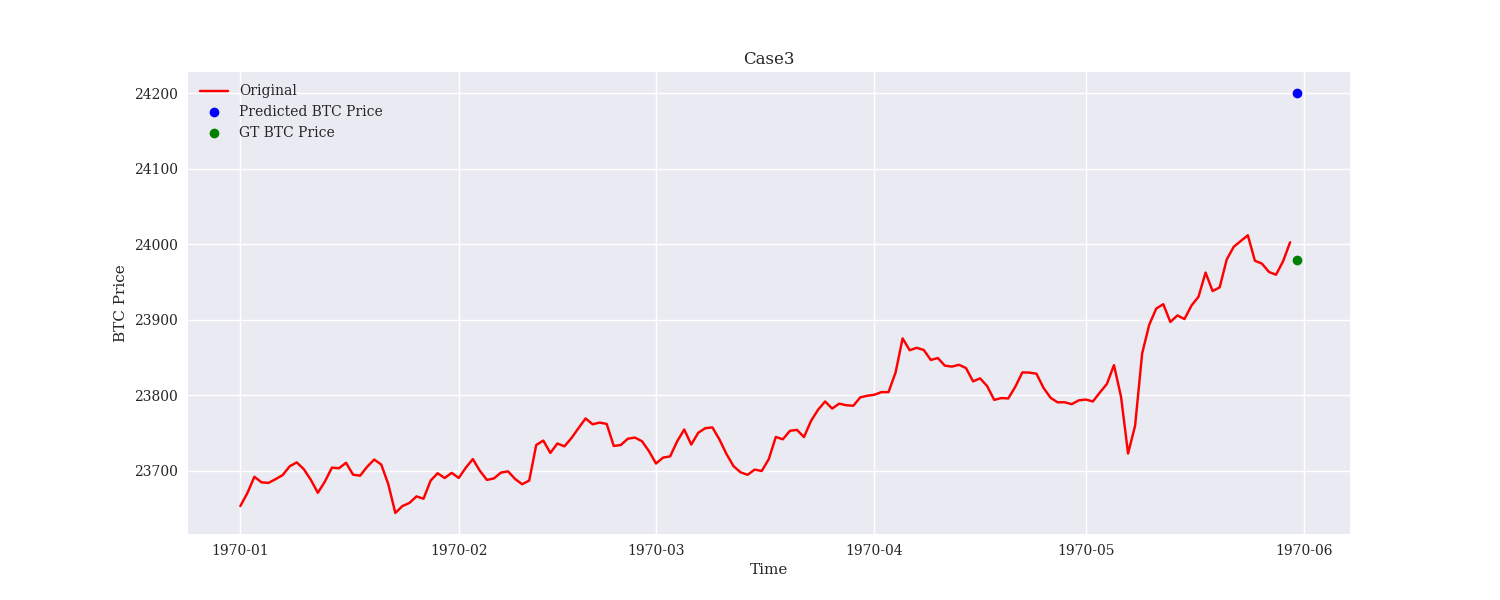 Case3
Original
Predicted BTC Price
GT BTC Price
24200
24100
24000
23900
23800
23700
BTC Price
1970-01
1970-02
1970-03
1970-04
1970-05
1970-06
Time